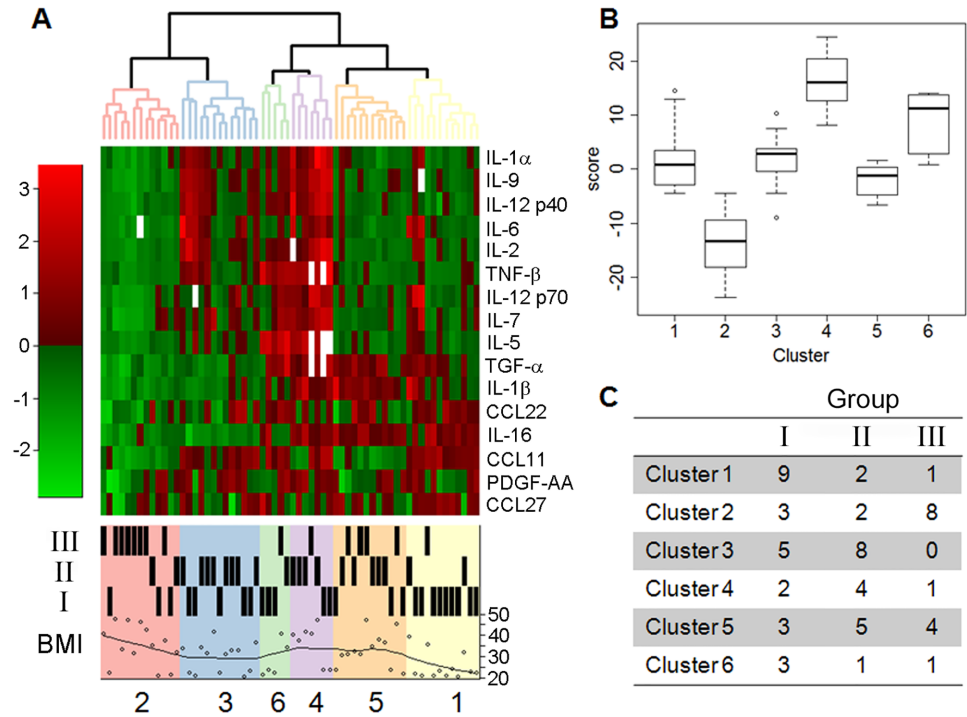 A
3
2
1
0
-1
-2
IL-1α
IL-9
IL-12 p40
IL-6
IL-2
TNF-β
IL-12 p70
IL-7
IL-5
TGF-α
IL-1β
CCL22
IL-16
CCL11
PDGF-AA
CCL27
III
II
I
BMI
50
40
30
20
2 3 6 4 5 1
B
score
20
10
0
-10
-20
1 2 3 4 5 6
Cluster
C
Group
I II III
Cluster 1 9 2 1
Cluster 2 3 2 8
Cluster 3 5 8 0
Cluster 4 2 4 1
Cluster 5 3 5 4
Cluster 6 3 1 1